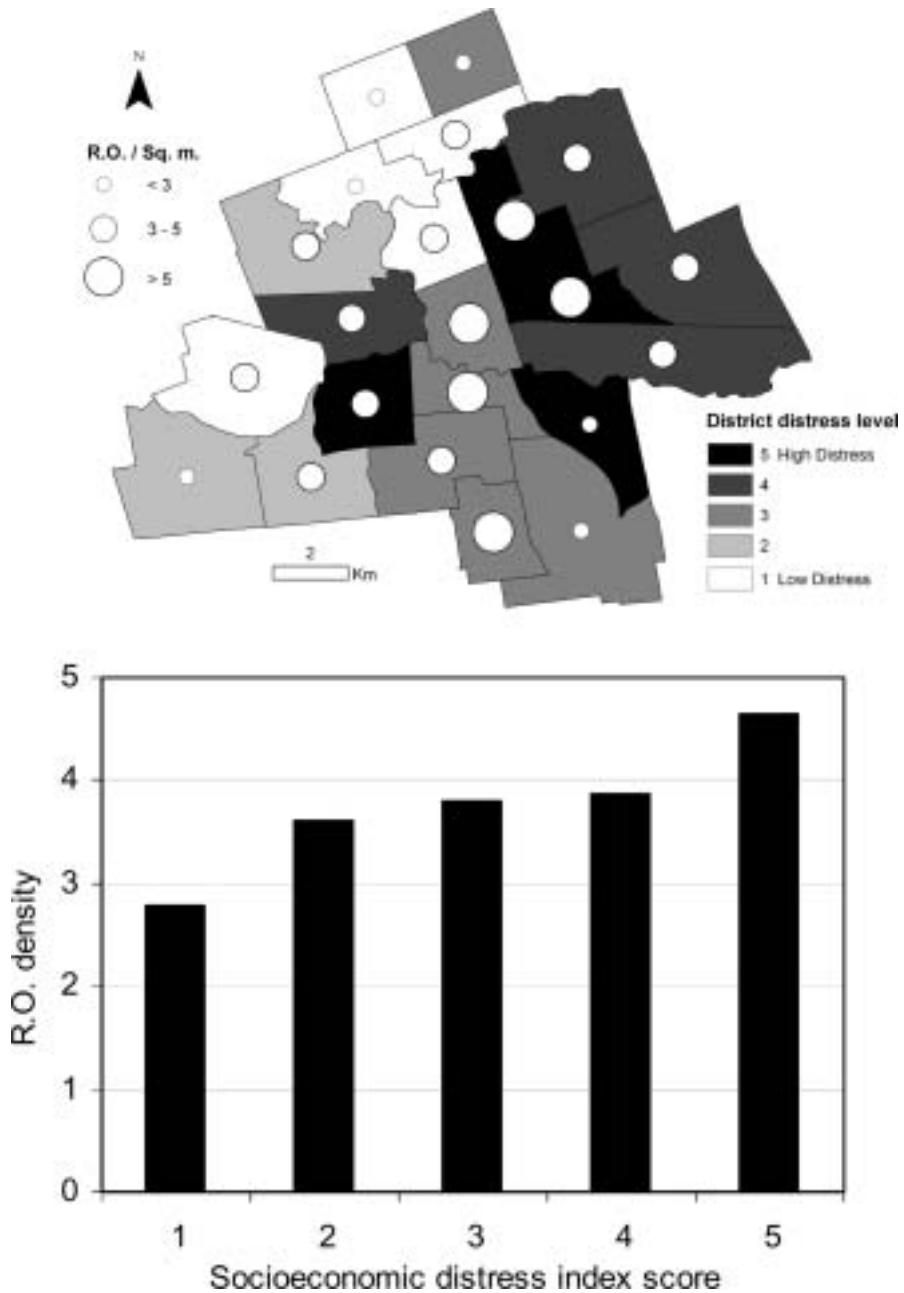 N
R.O. / Sq. m.
< 3
3 - 5
> 5
District distress level
5 High Distress
4
3
2
1 Low Distress
2
Km
5
4
3
2
1
0
R.O. density
1 2 3 4 5
Socioeconomic distress index score